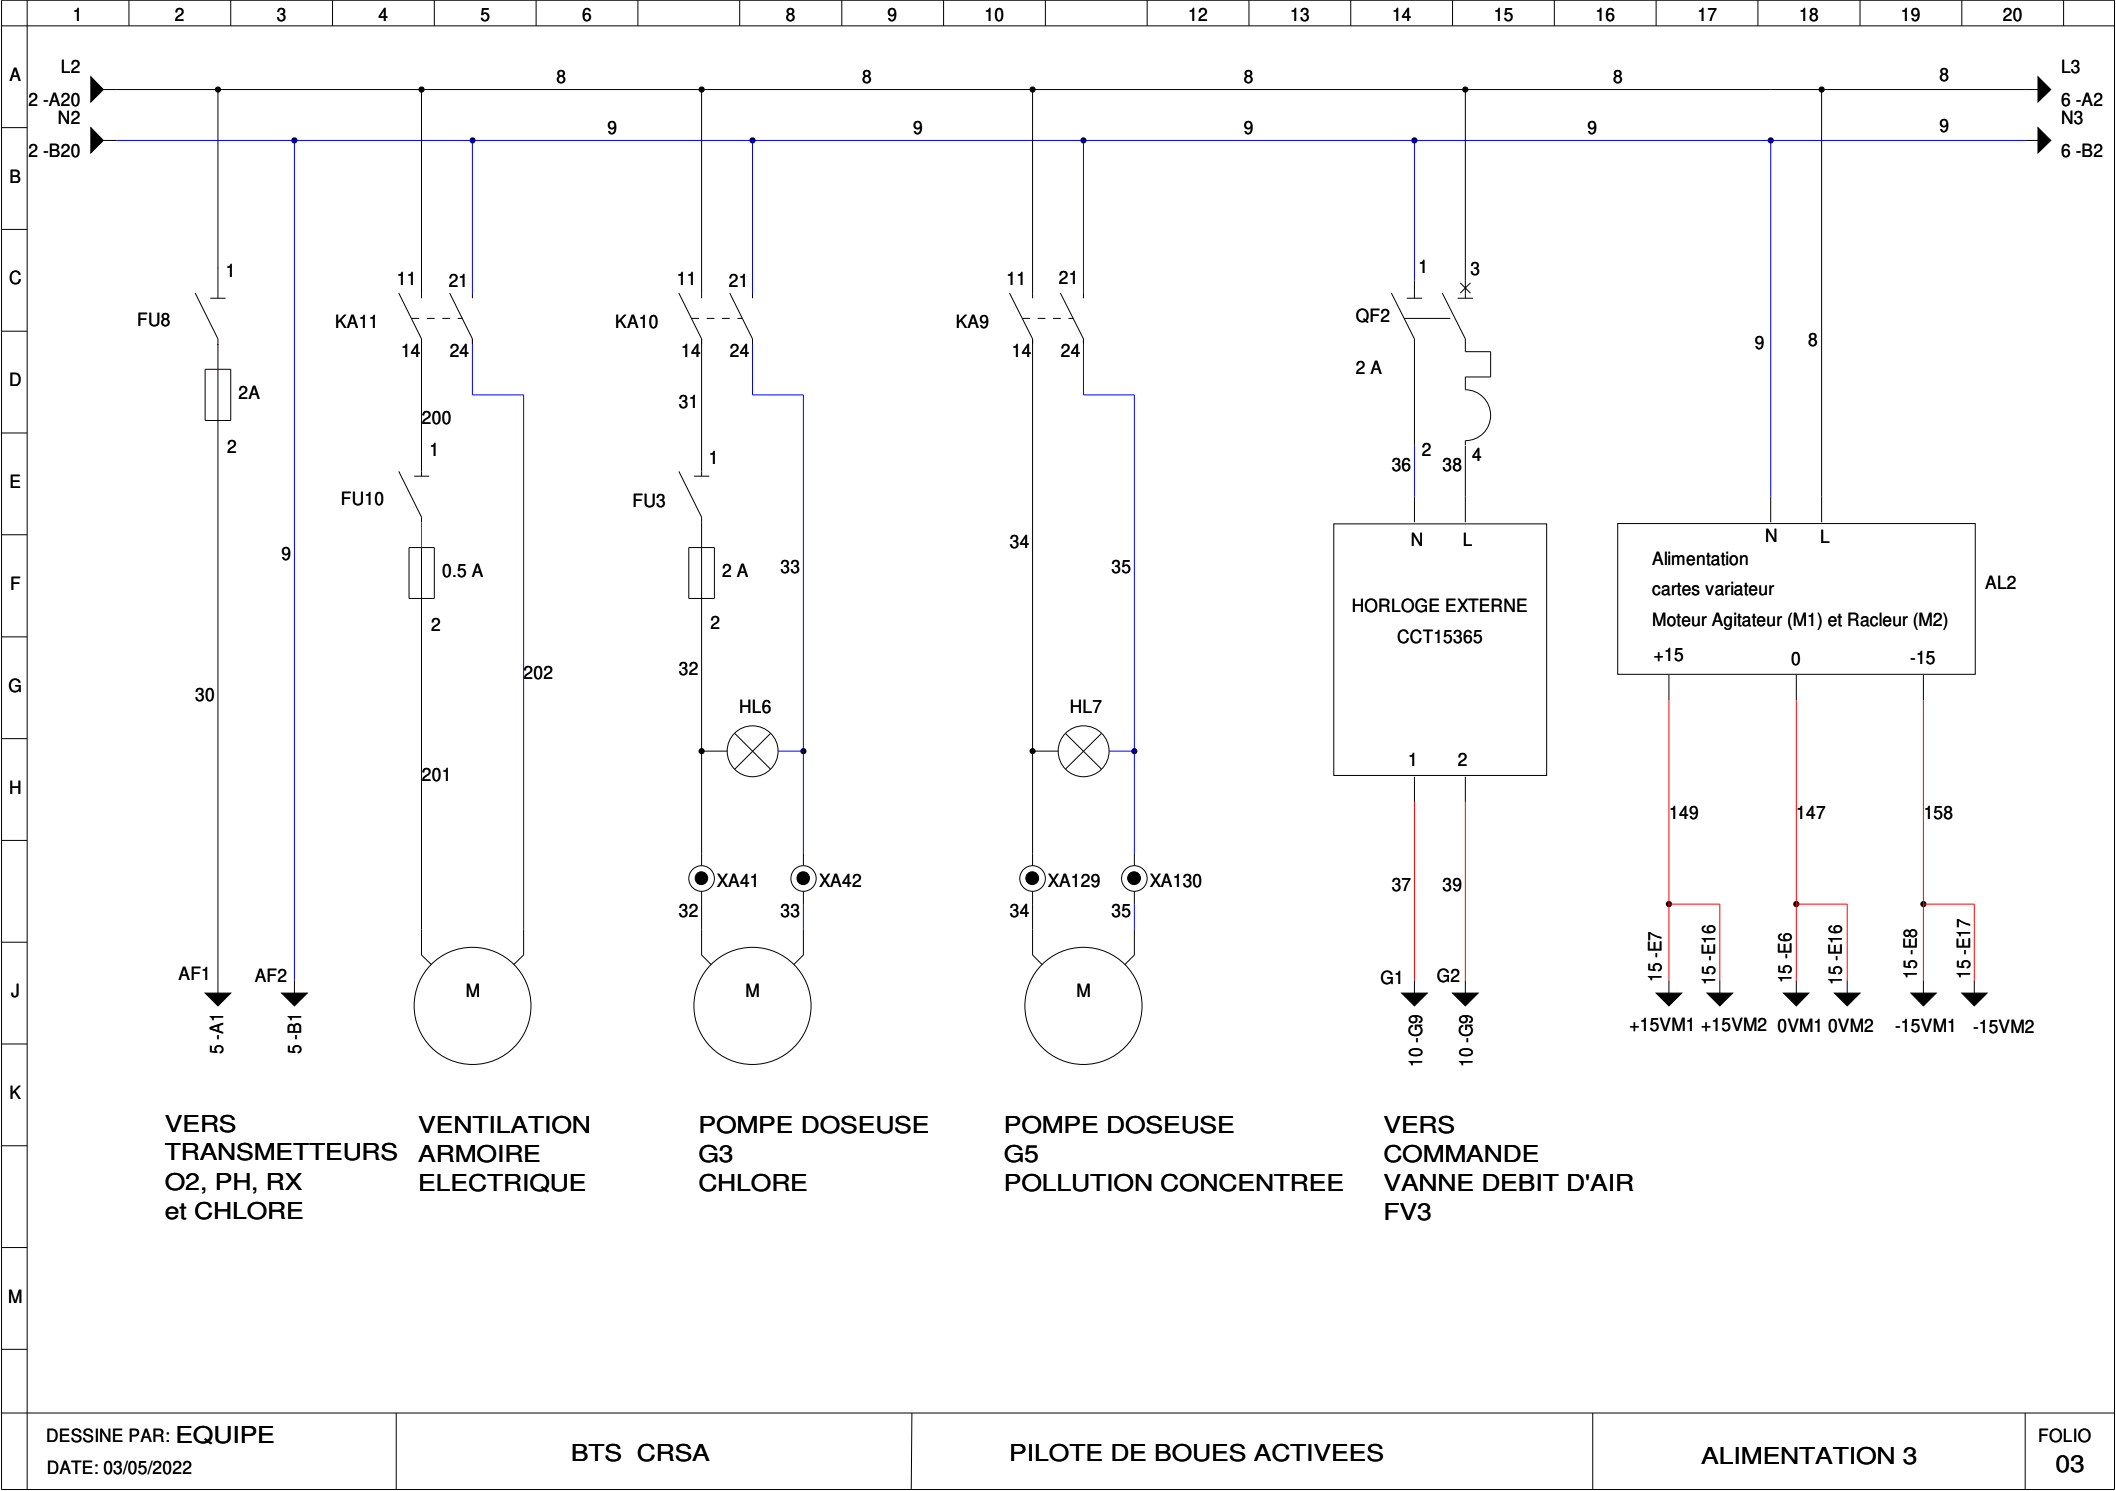 1 2 3 4 5 6 8 9 10 12 13 14 15 16 17 18 19 20
A
B
C
D
E
F
G
H
J
K
M
L2
2 -A20
N2
2 -B20
8 8 8 8 8
9 9 9 9 9
L3
6 -A2
N3
6 -B2
1
FU8
2A
2
30
9
AF1
AF2
5 -A1
5 -B1
11 21
KA11
14 24
200
1
FU10
0.5 A
2
202
201
M
11 21
KA10
14 24
31
1
FU3
2 A
33
2
32
HL6
XA41
XA42
32 33
M
11 21
KA9
14 24
34
35
HL7
XA129
XA130
34 35
M
1 3
QF2
2 A
2 4
36 38
N L
HORLOGE EXTERNE
CCT15365
1 2
37 39
G1 G2
10 -G9
10 -G9
9 8
N L
Alimentation
cartes variateur
Moteur Agitateur (M1) et Racleur (M2)
+15 0 -15
AL2
149 147 158
15 -E7
15 -E16
15 -E6
15 -E16
15 -E8
15 -E17
+15VM1 +15VM2 0VM1 0VM2 -15VM1 -15VM2
VERS
TRANSMETTEURS
O2, PH, RX
et CHLORE
VENTILATION
ARMOIRE
ELECTRIQUE
POMPE DOSEUSE
G3
CHLORE
POMPE DOSEUSE
G5
POLLUTION CONCENTREE
VERS
COMMANDE
VANNE DEBIT D'AIR
FV3
DESSINE PAR: EQUIPE
DATE: 03/05/2022
BTS CRSA
PILOTE DE BOUES ACTIVEES
ALIMENTATION 3
FOLIO
03